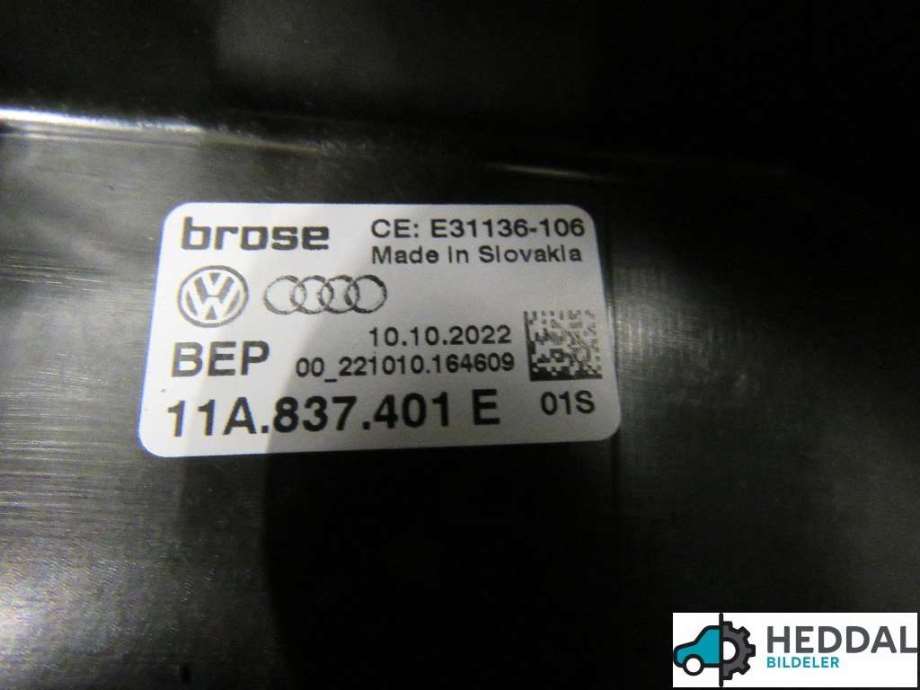 brose CE: E31136-106
Made in Slovakia
VW
10.10.2022
BEP 00_221010.164609
11A.837.401 E 01S
HEDDAL
BILDELER